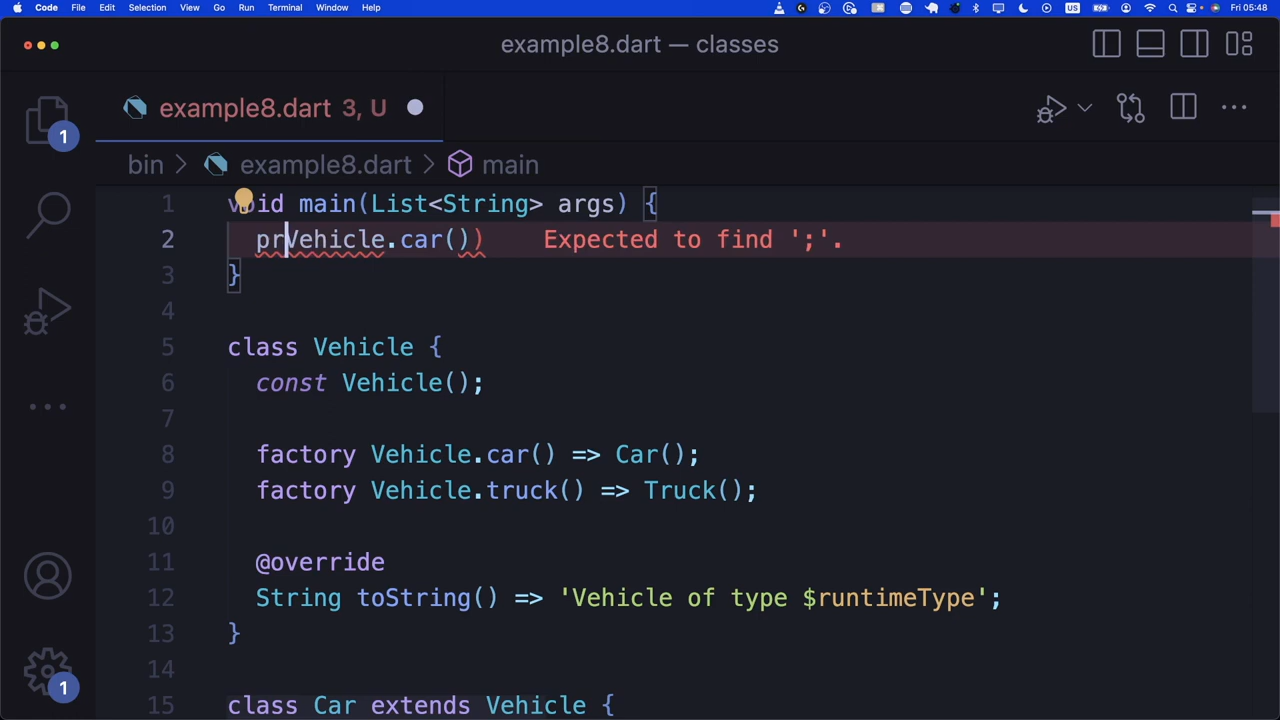 Code File Edit Selection View Go Run Terminal Window Help US Fri 05:48
example8.dart — classes
example8.dart 3, U
1
bin > example8.dart > main
1 void main(List<String> args) {
2 prVehicle.car()) Expected to find ';'.
3 }
4
5 class Vehicle {
6 const Vehicle();
7
8 factory Vehicle.car() => Car();
9 factory Vehicle.truck() => Truck();
10
11 @override
12 String toString() => 'Vehicle of type $runtimeType';
13 }
14
15 class Car extends Vehicle {
1